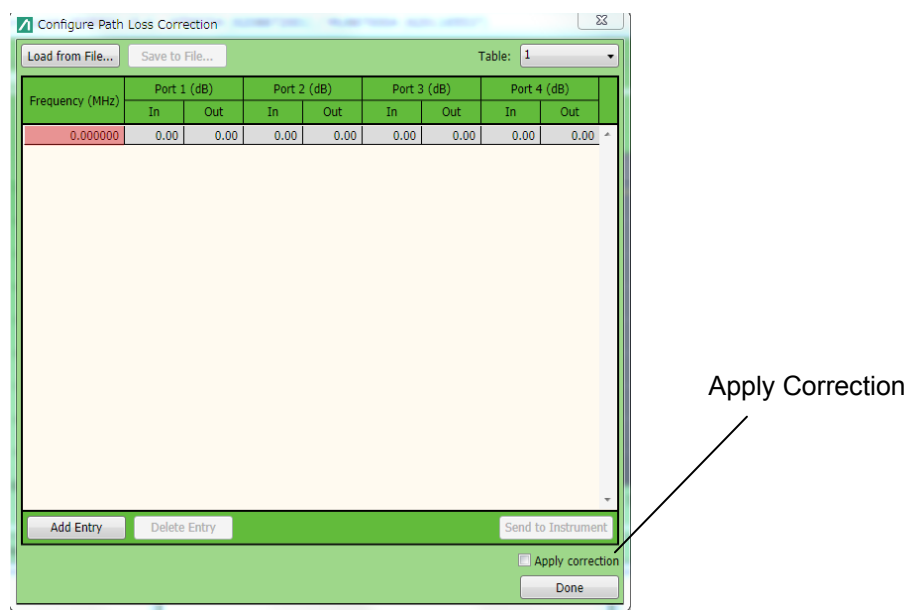 Configure Path Loss Correction
Load from File... Save to File... Table: 1
Frequency (MHz) Port 1 (dB) Port 2 (dB) Port 3 (dB) Port 4 (dB)
In Out In Out In Out In Out
0.000000 0.00 0.00 0.00 0.00 0.00 0.00 0.00 0.00
Apply Correction
Add Entry Delete Entry Send to Instrument
Apply correction
Done